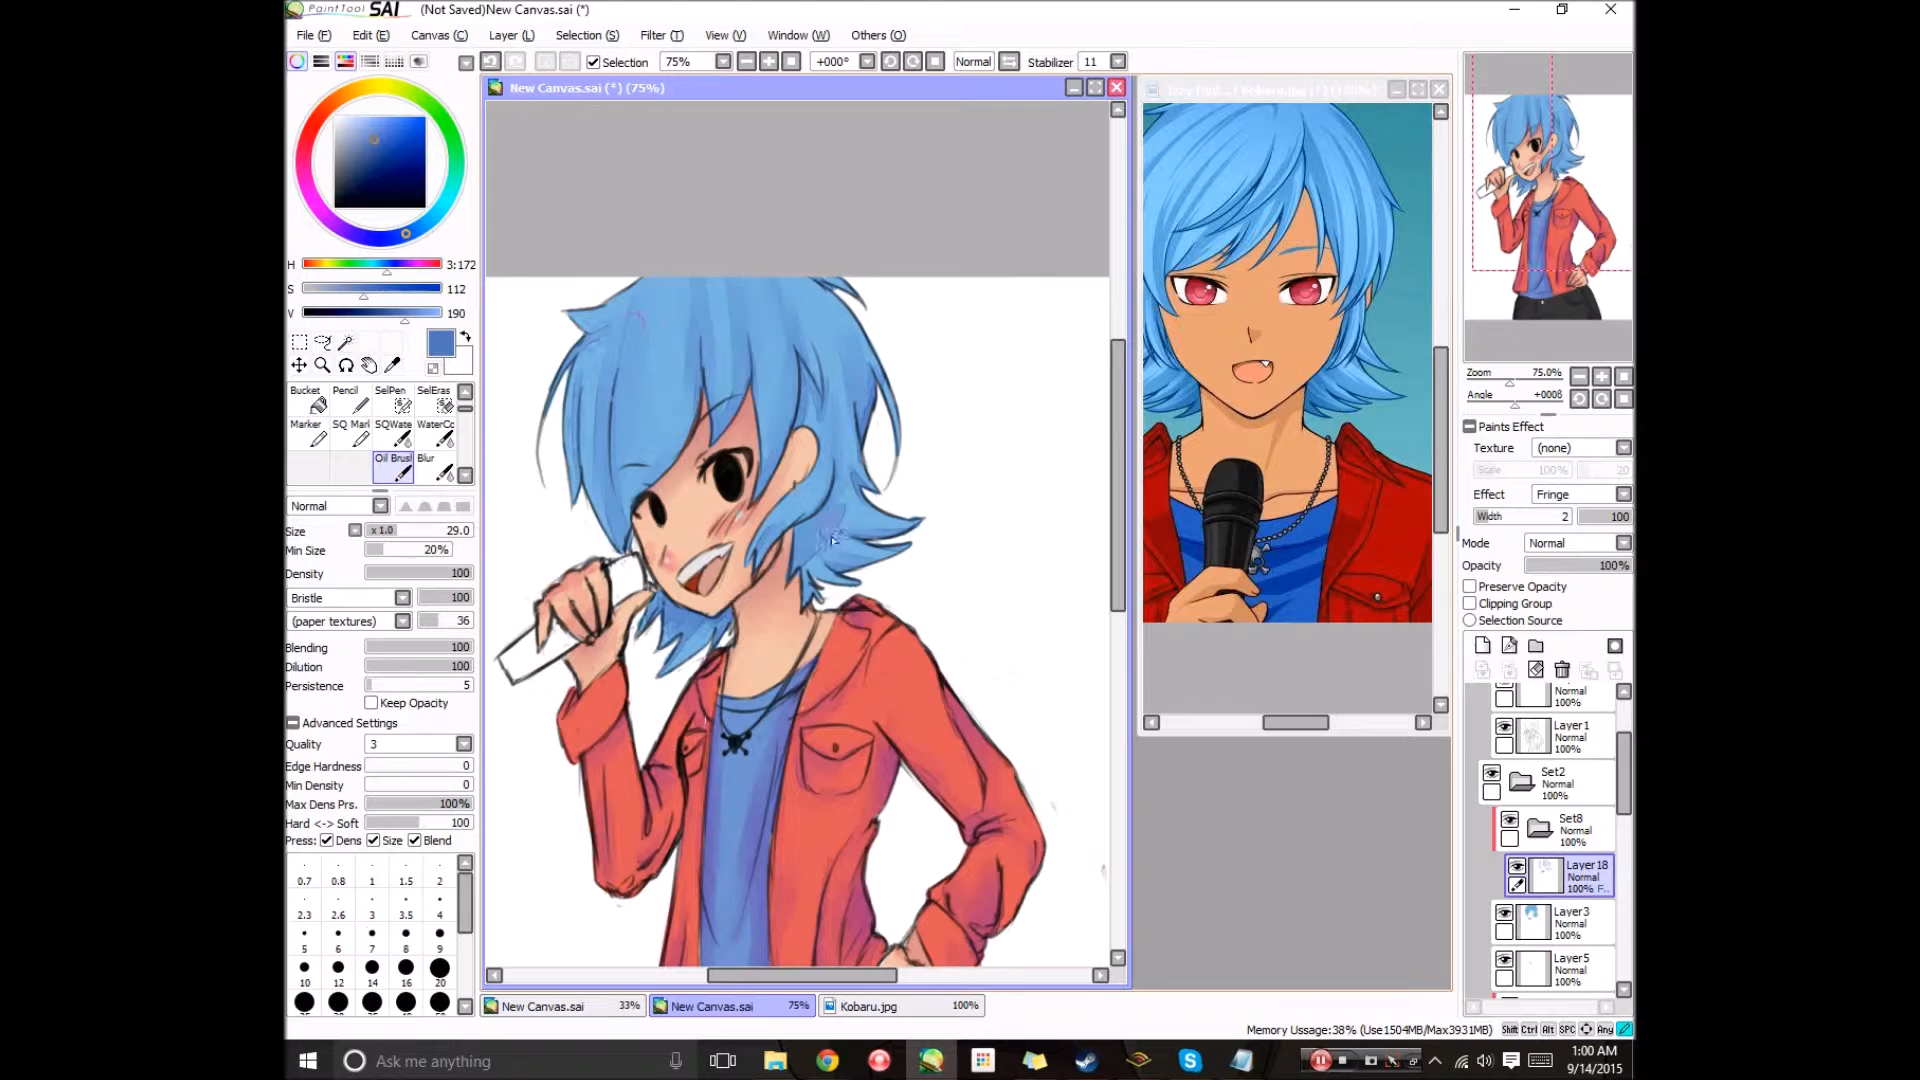 PaintTool SAI (Not Saved)New Canvas.sai (*)
File (F) Edit (E) Canvas (C) Layer (L) Selection (S) Filter (T) View (V) Window (W) Others (O)
Selection 75% +000° Normal Stabilizer 11
New Canvas.sai (*) (75%)
H 3:172
S 112
V 190
Bucket Pencil SelPen SelEras
Marker SQ Mark SQWate WaterCo
Oil Brush Blur
Normal
Size x 1.0 29.0
Min Size 20%
Density 100
Bristle 100
(paper textures) 36
Blending 100
Dilution 100
Persistence 5
Keep Opacity
Advanced Settings
Quality 3
Edge Hardness 0
Min Density 0
Max Dens Prs. 100%
Hard <-> Soft 100
Press: Dens Size Blend
0.7 0.8 1 1.5 2
2.3 2.6 3 3.5 4
5 6 7 8 9
10 12 14 16 20
Zoom 75.0%
Angle +000ß
Paints Effect
Texture (none)
Scale 100% 20
Effect Fringe
Width 2 100
Mode Normal
Opacity 100%
Preserve Opacity
Clipping Group
Selection Source
Normal
100%
Layer1
Normal
100%
Set2
Normal
100%
Set8
Normal
100%
Layer18
Normal
100% F..
Layer3
Normal
100%
Layer5
Normal
100%
New Canvas.sai 33% New Canvas.sai 75% Kobaru.jpg 100%
Memory Ussage:38% (Use1504MB/Max3931MB) Shift Ctrl Alt SPC Any
Ask me anything
1:00 AM
9/14/2015